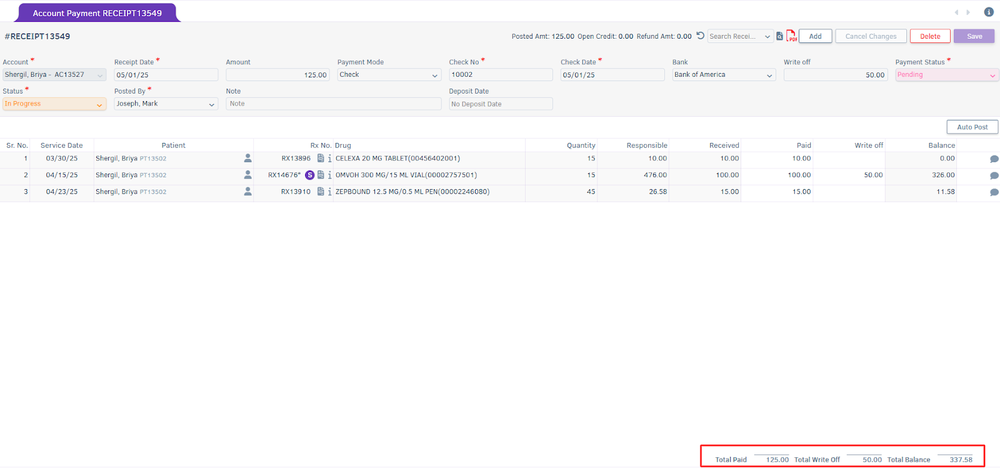 Account Payment RECEIPT13549
#RECEIPT13549
Posted Amt: 125.00 Open Credit: 0.00 Refund Amt: 0.00 Search Recei... PDF Add Cancel Changes Delete Save
Account * Receipt Date * Amount Payment Mode Check No * Check Date * Bank Write off Payment Status *
Shergil, Briya - AC13527 05/01/25 125.00 Check 10002 05/01/25 Bank of America 50.00 Pending
Status * Posted By * Note Deposit Date
In Progress Joseph, Mark Note No Deposit Date
Auto Post
Sr. No. Service Date Patient Rx No. Drug Quantity Responsible Received Paid Write off Balance
1 03/30/25 Shergil, Briya PT13502 RX13896 CELEXA 20 MG TABLET(00456402001) 15 10.00 10.00 10.00 0.00
2 04/15/25 Shergil, Briya PT13502 RX14676* S OMVOH 300 MG/15 ML VIAL(00002757501) 15 476.00 100.00 100.00 50.00 326.00
3 04/23/25 Shergil, Briya PT13502 RX13910 ZEPBOUND 12.5 MG/0.5 ML PEN(00002246080) 45 26.58 15.00 15.00 11.58
Total Paid 125.00 Total Write Off 50.00 Total Balance 337.58